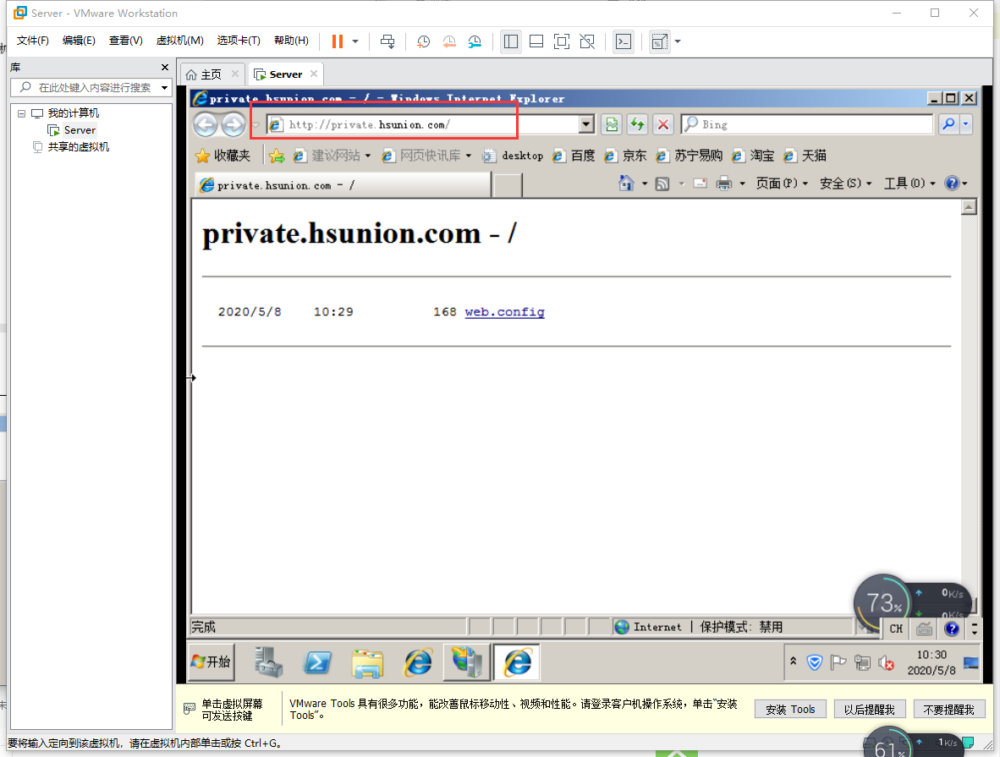 Server - VMware Workstation
文件(F) 编辑(E) 查看(V) 虚拟机(M) 选项卡(T) 帮助(H)
库
在此处键入内容进行搜索
我的计算机
Server
共享的虚拟机
主页
Server
private.hsunion.com - / - Windows Internet Explorer
http://private.hsunion.com/
Bing
收藏夹 建议网站 网页快讯库 desktop 百度 京东 苏宁易购 淘宝 天猫
private.hsunion.com - /
页面(P) 安全(S) 工具(O)
private.hsunion.com - /
2020/5/8 10:29 168 web.config
73%
0K/s
0K/s
完成
Internet | 保护模式: 禁用
CH
开始
10:30
2020/5/8
单击虚拟屏幕
可发送按键
VMware Tools 具有很多功能，能改善鼠标移动性、视频和性能。请登录客户机操作系统，单击“安装
Tools”。
安装 Tools
以后提醒我
不要提醒我
要将输入定向到该虚拟机，请在虚拟机内部单击或按 Ctrl+G。
61%
1K/s